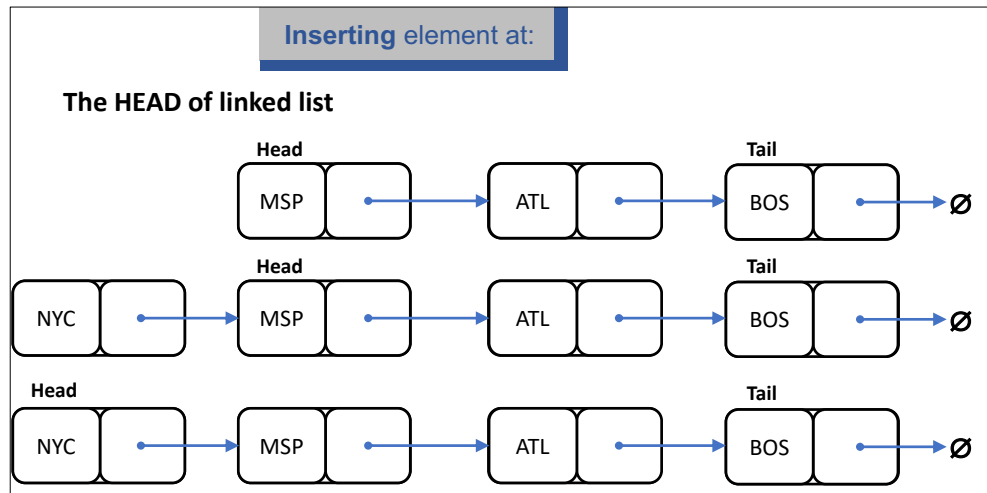 Inserting element at:
The HEAD of linked list
Head Tail
MSP ATL BOS ∅
Head Tail
NYC MSP ATL BOS ∅
Head Tail
NYC MSP ATL BOS ∅